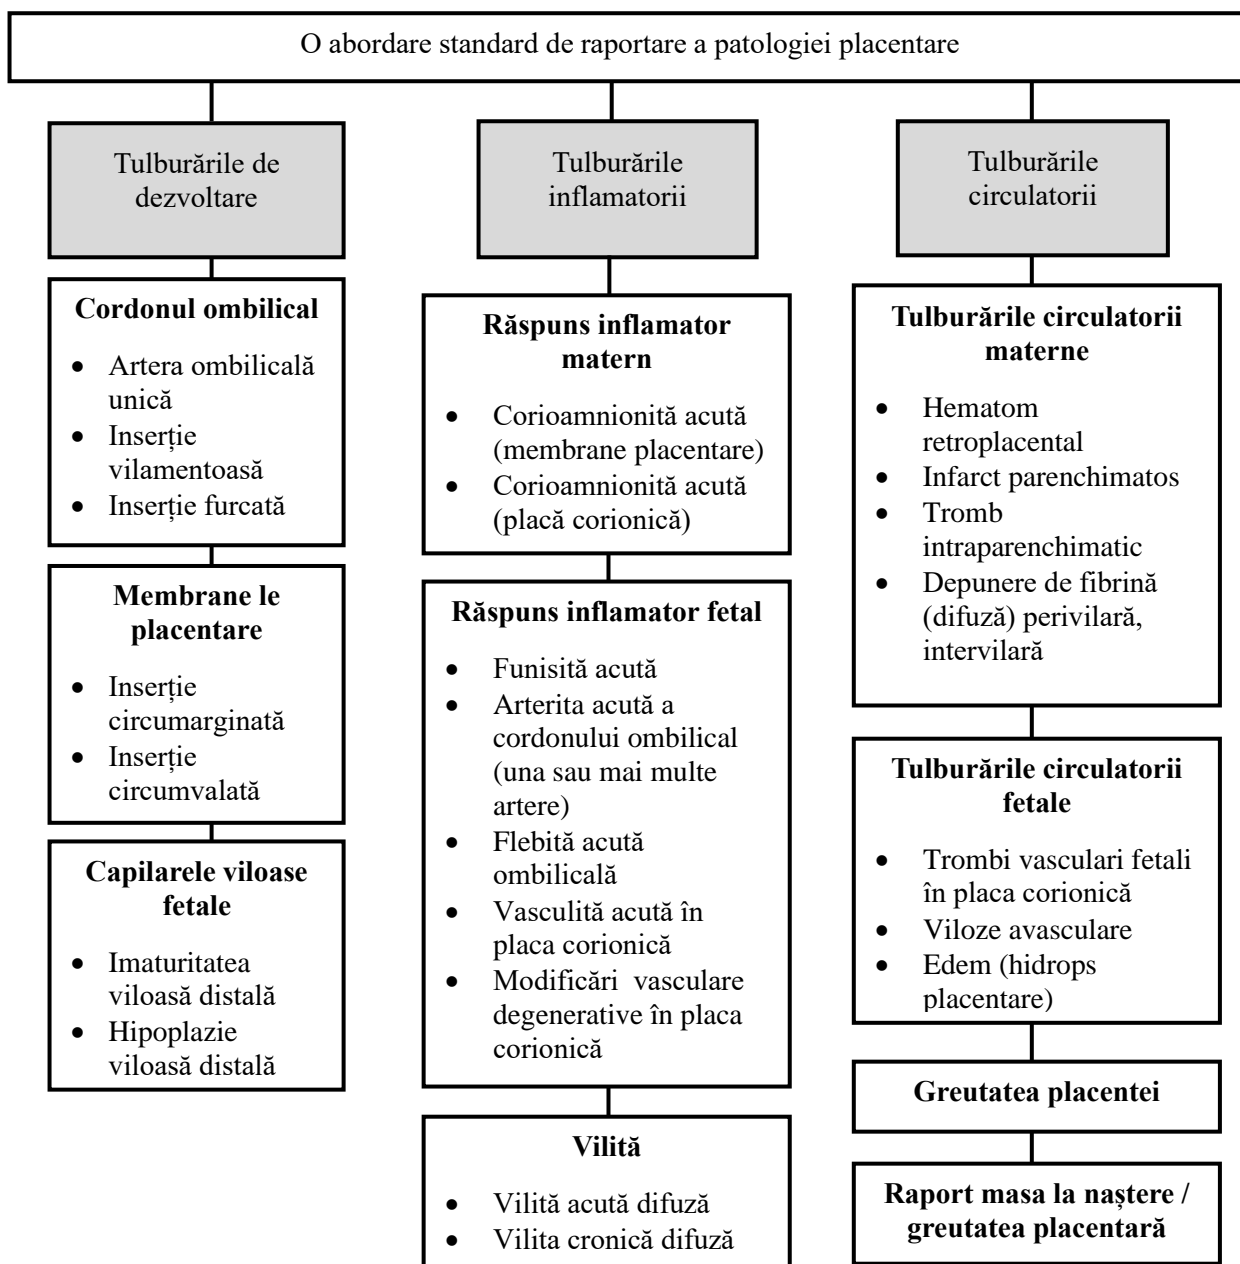 O abordare standard de raportare a patologiei placentare
Tulburările de
dezvoltare
Cordonul ombilical
• Artera ombilicală
unică
• Inserție
vilamentoasă
• Inserție furcată
Membrane le
placentare
• Inserție
circumarginată
• Inserție
circumvalată
Capilarele viloase
fetale
• Imaturitatea
viloasă distală
• Hipoplazie
viloasă distală
Tulburările
inflamatorii
Răspuns inflamator
matern
• Corioamnionită acută
(membrane placentare)
• Corioamnionită acută
(placă corionică)
Răspuns inflamator fetal
• Funisită acută
• Arterita acută a
cordonului ombilical
(una sau mai multe
artere)
• Flebită acută
ombilicală
• Vasculită acută în
placa corionică
• Modificări vasculare
degenerative în placa
corionică
Vilită
• Vilită acută difuză
• Vilita cronică difuză
Tulburările
circulatorii
Tulburările circulatorii
materne
• Hematom
retroplacental
• Infarct parenchimatos
• Tromb
intraparenchimatic
• Depunere de fibrină
(difuză) perivilară,
intervilară
Tulburările circulatorii
fetale
• Trombi vasculari fetali
în placa corionică
• Viloze avasculare
• Edem (hidrops
placentare)
Greutatea placentei
Raport masa la naștere /
greutatea placentară